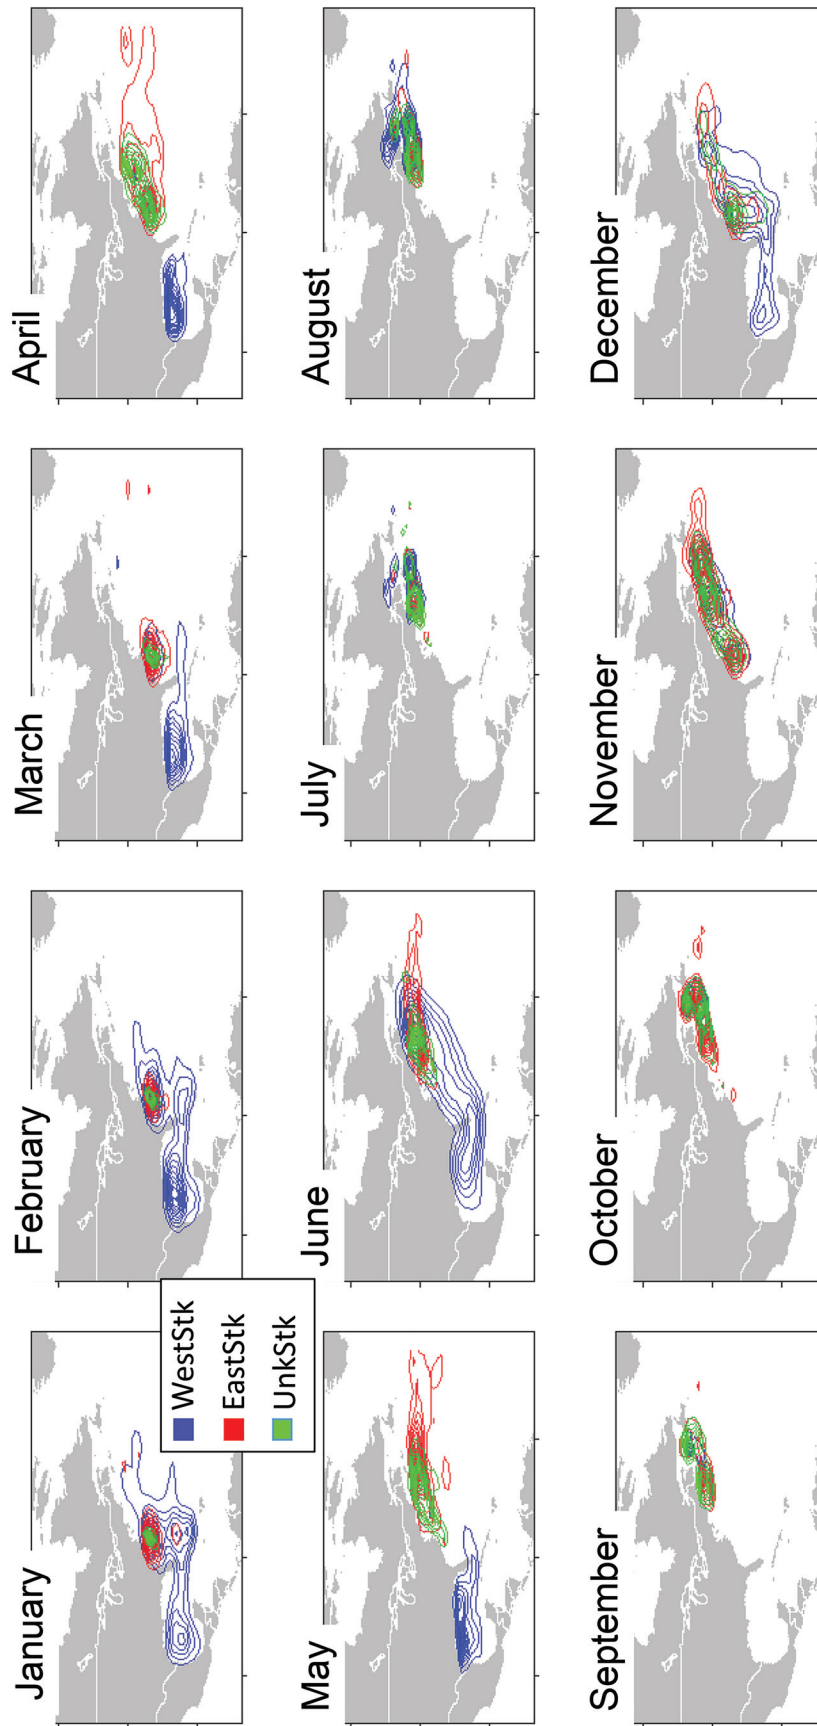 January
February
March
April
WestStk
EastStk
UnkStk
May
June
July
August
September
October
November
December